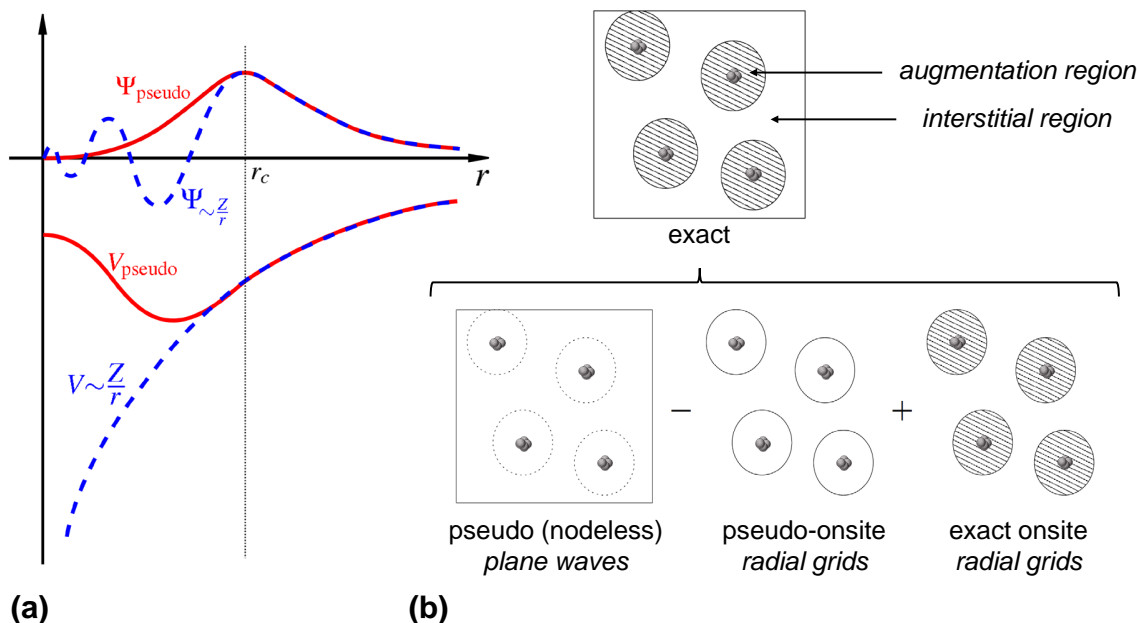 Ψpseudo
Ψ~Z/r
r_c
r
Vpseudo
V~Z/r
(a)
augmentation region
interstitial region
exact
−
+
pseudo (nodeless)
plane waves
pseudo-onsite
radial grids
exact onsite
radial grids
(b)